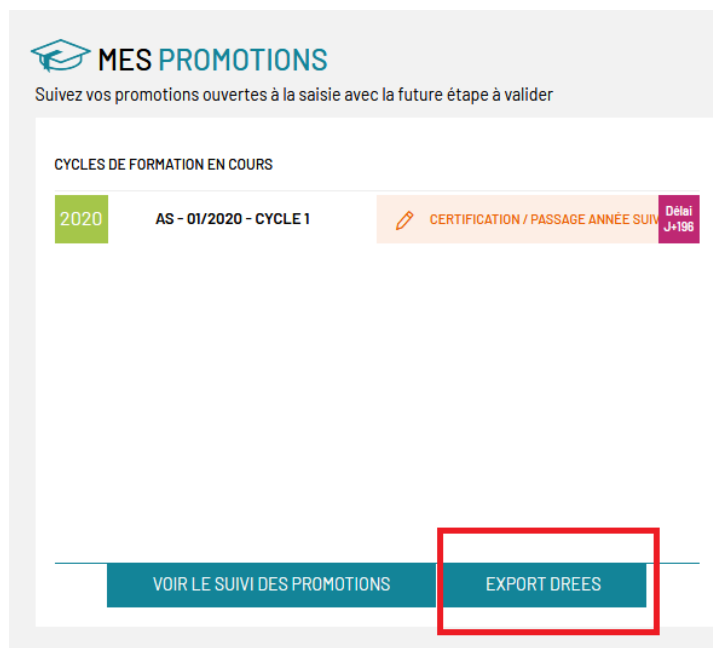 MES PROMOTIONS
Suivez vos promotions ouvertes à la saisie avec la future étape à valider
CYCLES DE FORMATION EN COURS
2020 AS - 01/2020 - CYCLE 1 CERTIFICATION / PASSAGE ANNÉE SUIV Délai
J+196
VOIR LE SUIVI DES PROMOTIONS EXPORT DREES